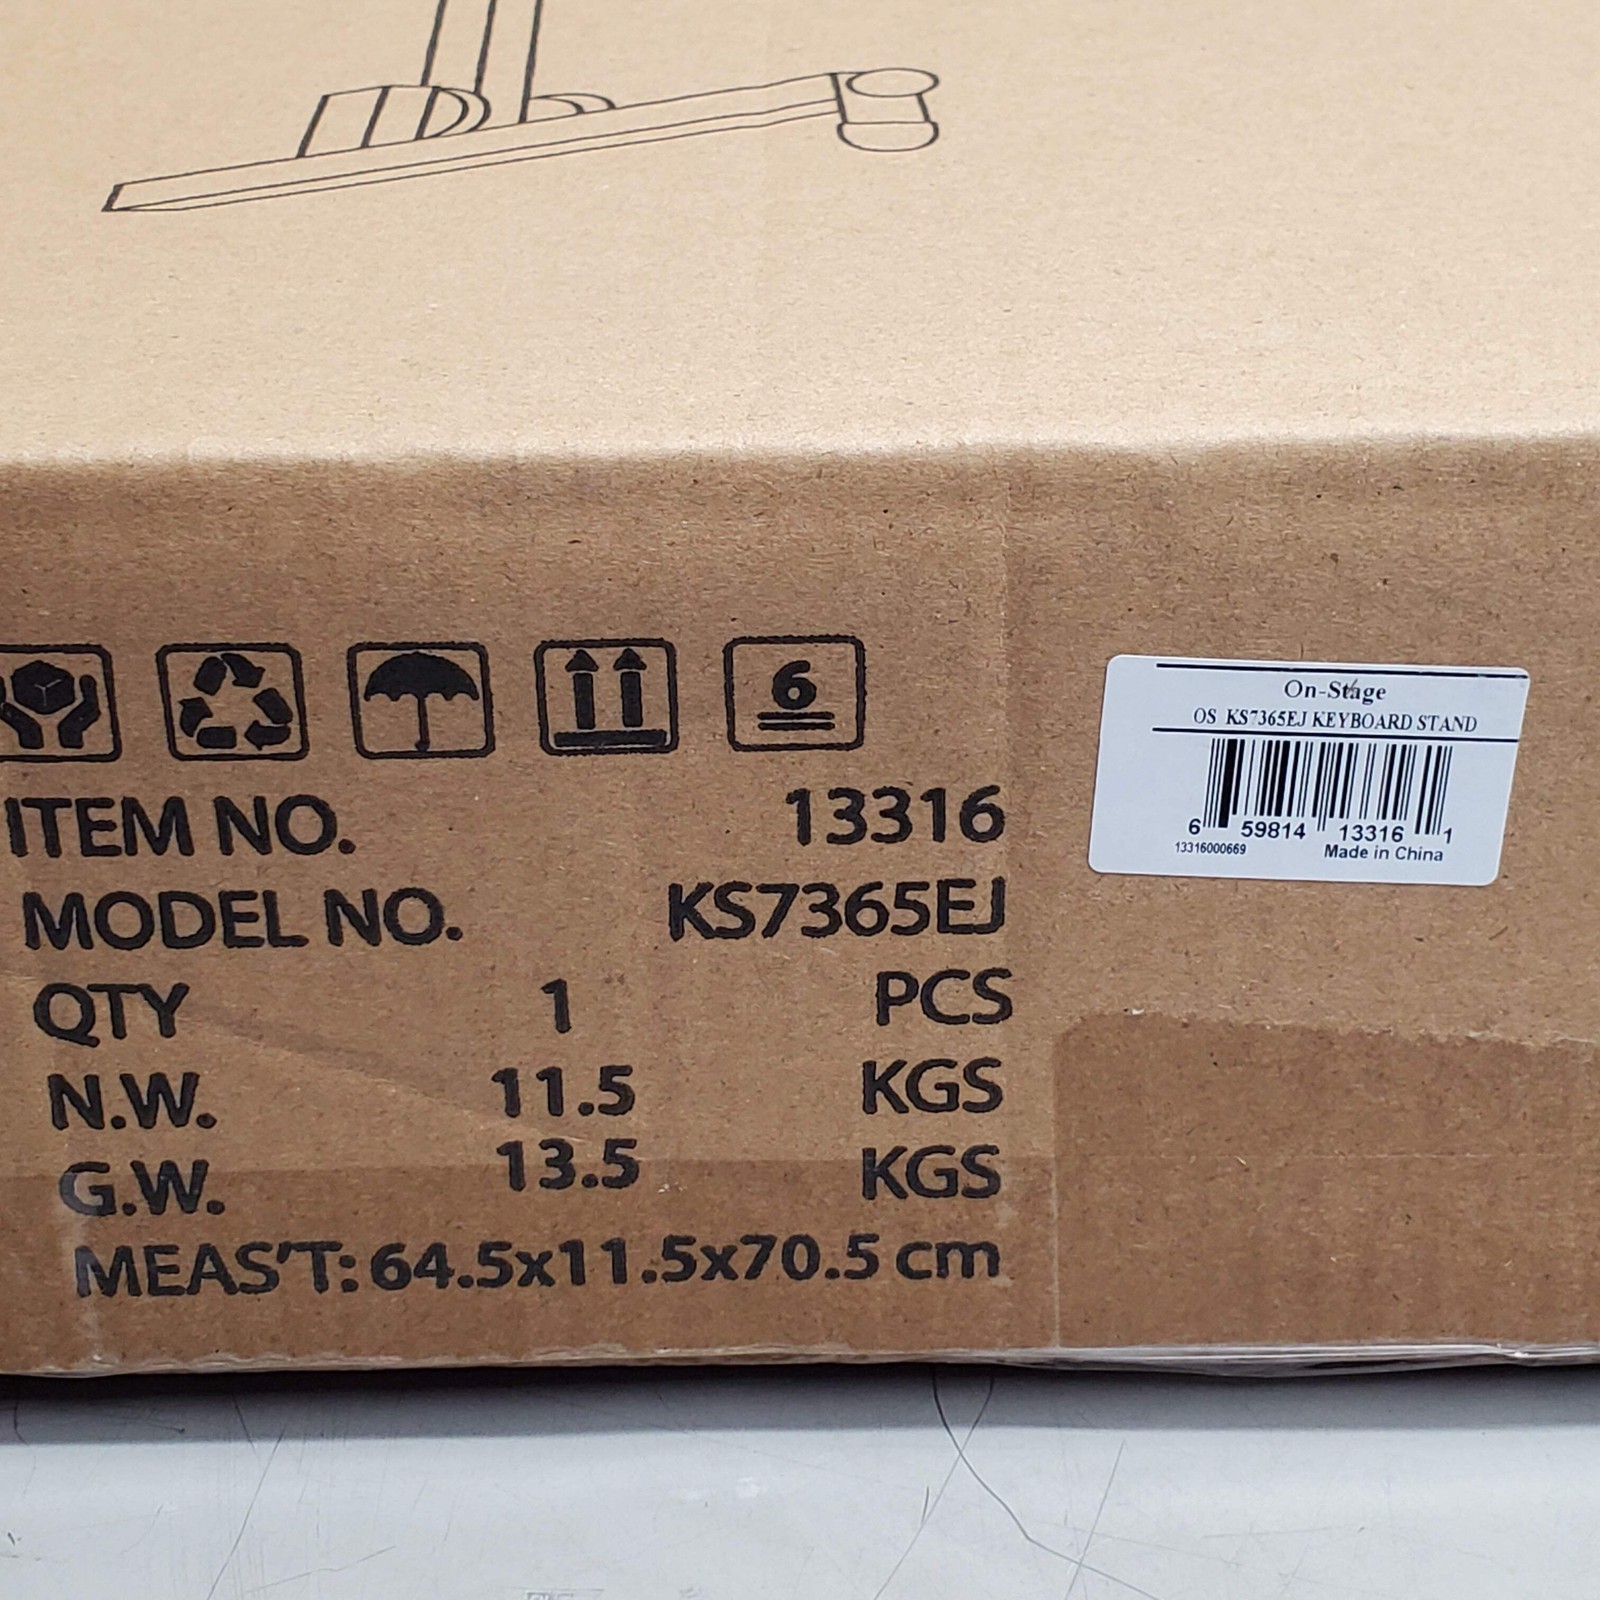 6
ITEM NO. 13316
MODEL NO. KS7365EJ
QTY 1 PCS
N.W. 11.5 KGS
G.W. 13.5 KGS
MEAS'T: 64.5x11.5x70.5 cm
On-Stage
OS KS7365EJ KEYBOARD STAND
6 59814 13316 1
13316000669 Made in China